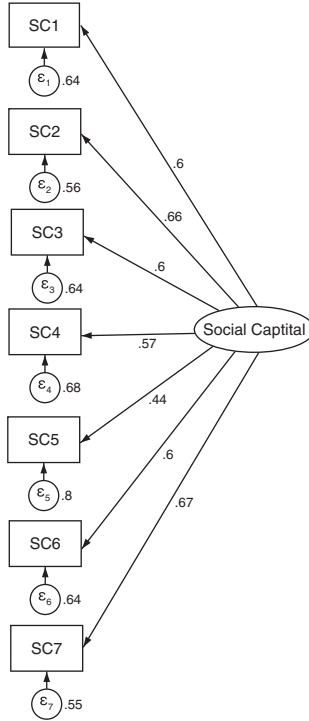 SC1
ε1 .64
.6
SC2
ε2 .56
.66
SC3
ε3 .64
.6
Social Captital
SC4
ε4 .68
.57
SC5
ε5 .8
.44
SC6
ε6 .64
.6
.67
SC7
ε7 .55